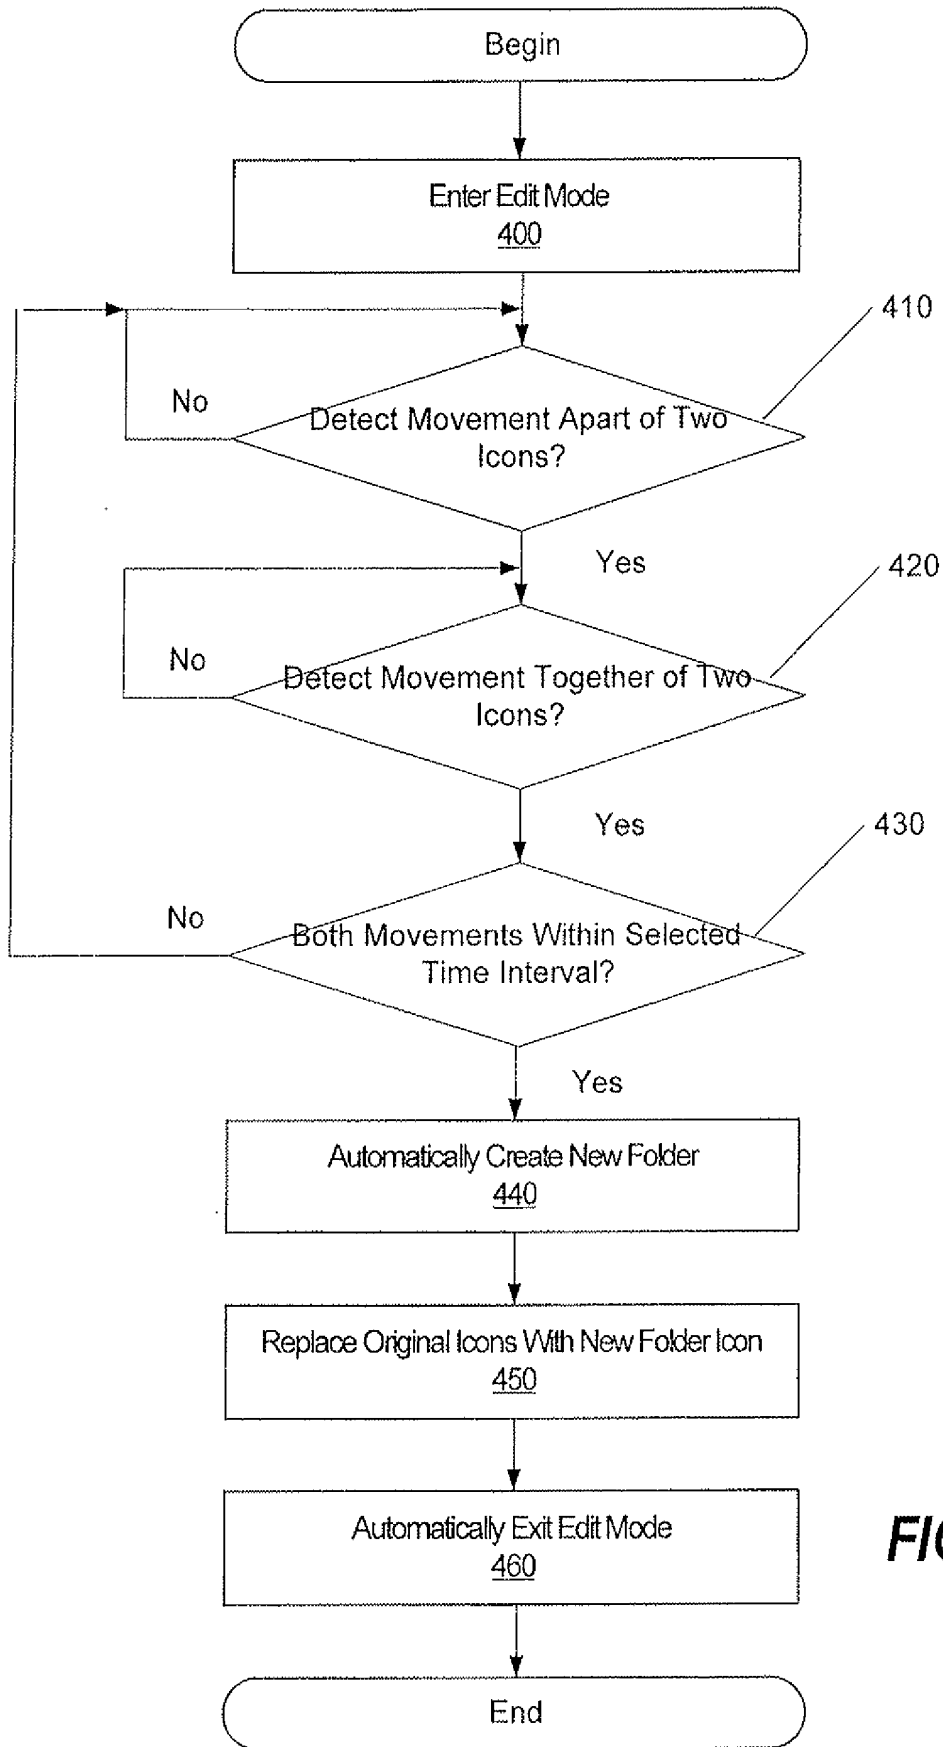 Begin
Enter Edit Mode
400
410
No
Detect Movement Apart of Two
Icons?
Yes
420
No
Detect Movement Together of Two
Icons?
Yes
430
No
Both Movements Within Selected
Time Interval?
Yes
Automatically Create New Folder
440
Replace Original Icons With New Folder Icon
450
Automatically Exit Edit Mode
460
End